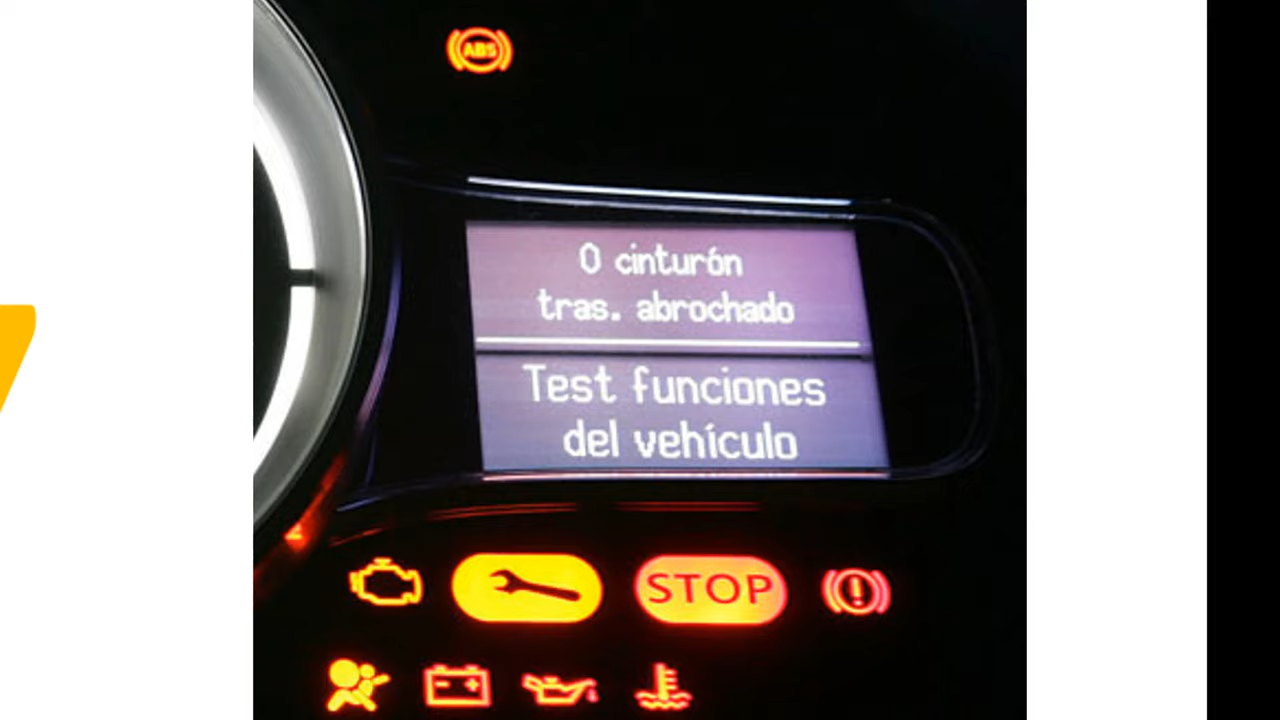 ABS
0 cinturón
tras. abrochado
Test funciones
del vehículo
STOP